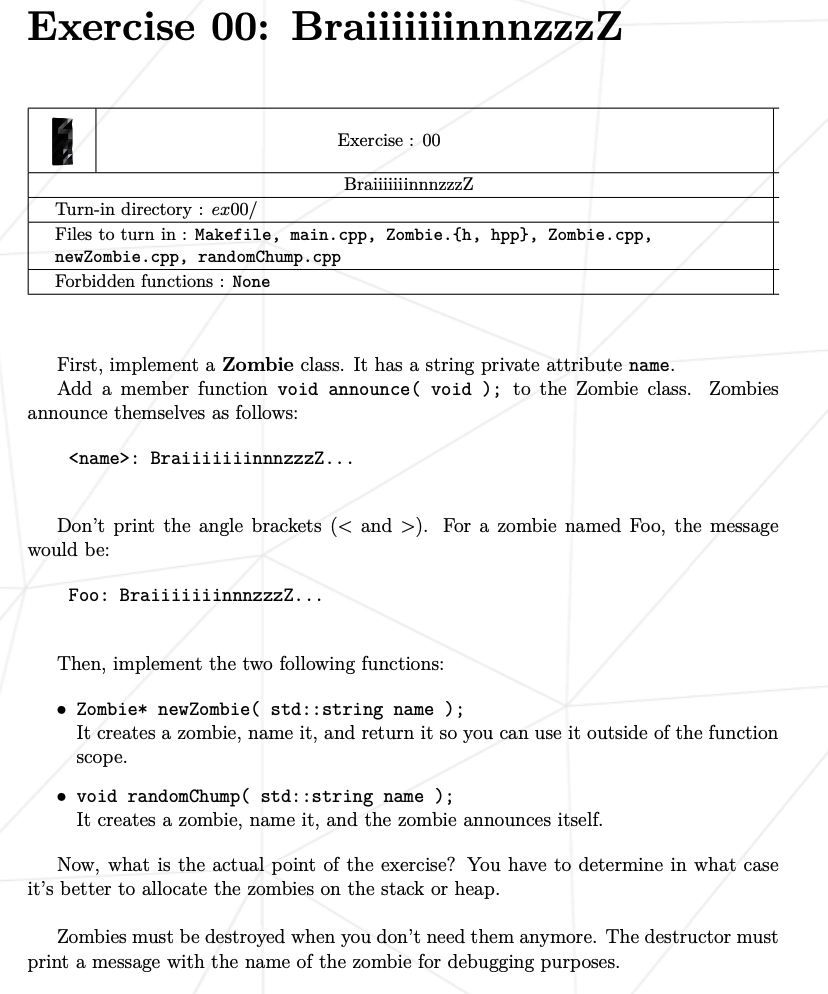 Exercise 00: BraiiiiiiinnnzzzZ
Exercise : 00
BraiiiiiiinnnzzzZ
Turn-in directory : ex00/
Files to turn in : Makefile, main.cpp, Zombie.{h, hpp}, Zombie.cpp,
newZombie.cpp, randomChump.cpp
Forbidden functions : None
First, implement a Zombie class. It has a string private attribute name.
Add a member function void announce( void ); to the Zombie class. Zombies
announce themselves as follows:
<name>: BraiiiiiiinnnzzzZ...
Don't print the angle brackets (< and >). For a zombie named Foo, the message
would be:
Foo: BraiiiiiiinnnzzzZ...
Then, implement the two following functions:
• Zombie* newZombie( std::string name );
It creates a zombie, name it, and return it so you can use it outside of the function
scope.
• void randomChump( std::string name );
It creates a zombie, name it, and the zombie announces itself.
Now, what is the actual point of the exercise? You have to determine in what case
it's better to allocate the zombies on the stack or heap.
Zombies must be destroyed when you don't need them anymore. The destructor must
print a message with the name of the zombie for debugging purposes.